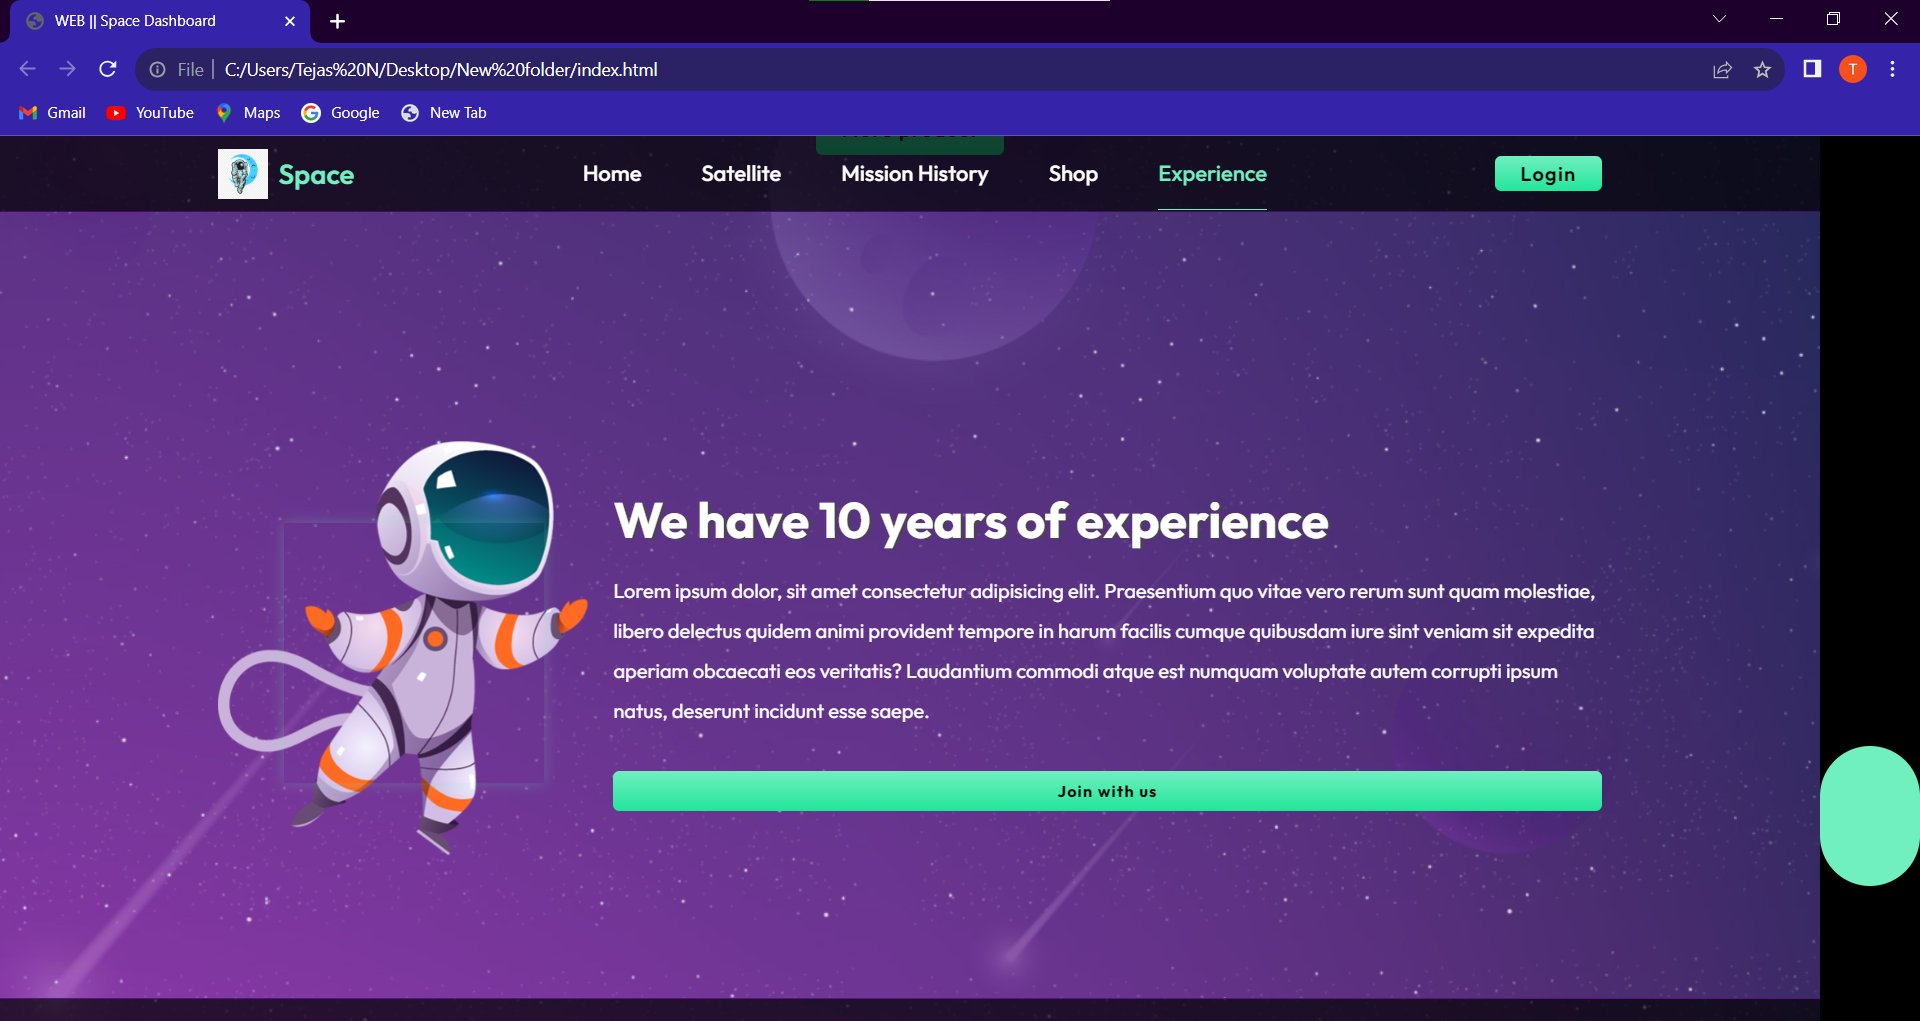 WEB || Space Dashboard
File
C:/Users/Tejas%20N/Desktop/New%20folder/index.html
T
Gmail
YouTube
Maps
Google
New Tab
Space
Home
Satellite
Mission History
Shop
Experience
Login
We have 10 years of experience
Lorem ipsum dolor, sit amet consectetur adipisicing elit. Praesentium quo vitae vero rerum sunt quam molestiae,
libero delectus quidem animi provident tempore in harum facilis cumque quibusdam iure sint veniam sit expedita
aperiam obcaecati eos veritatis? Laudantium commodi atque est numquam voluptate autem corrupti ipsum
natus, deserunt incidunt esse saepe.
Join with us